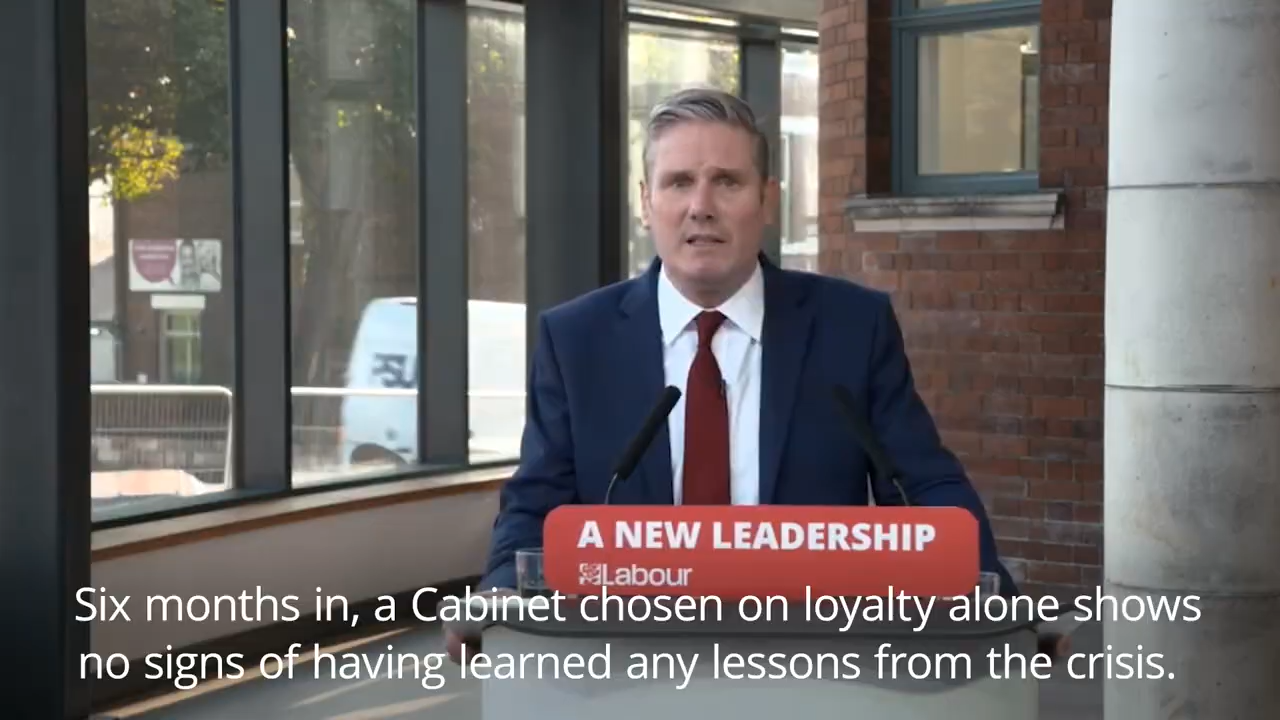 A NEW LEADERSHIP
Labour
Six months in, a Cabinet chosen on loyalty alone shows
no signs of having learned any lessons from the crisis.